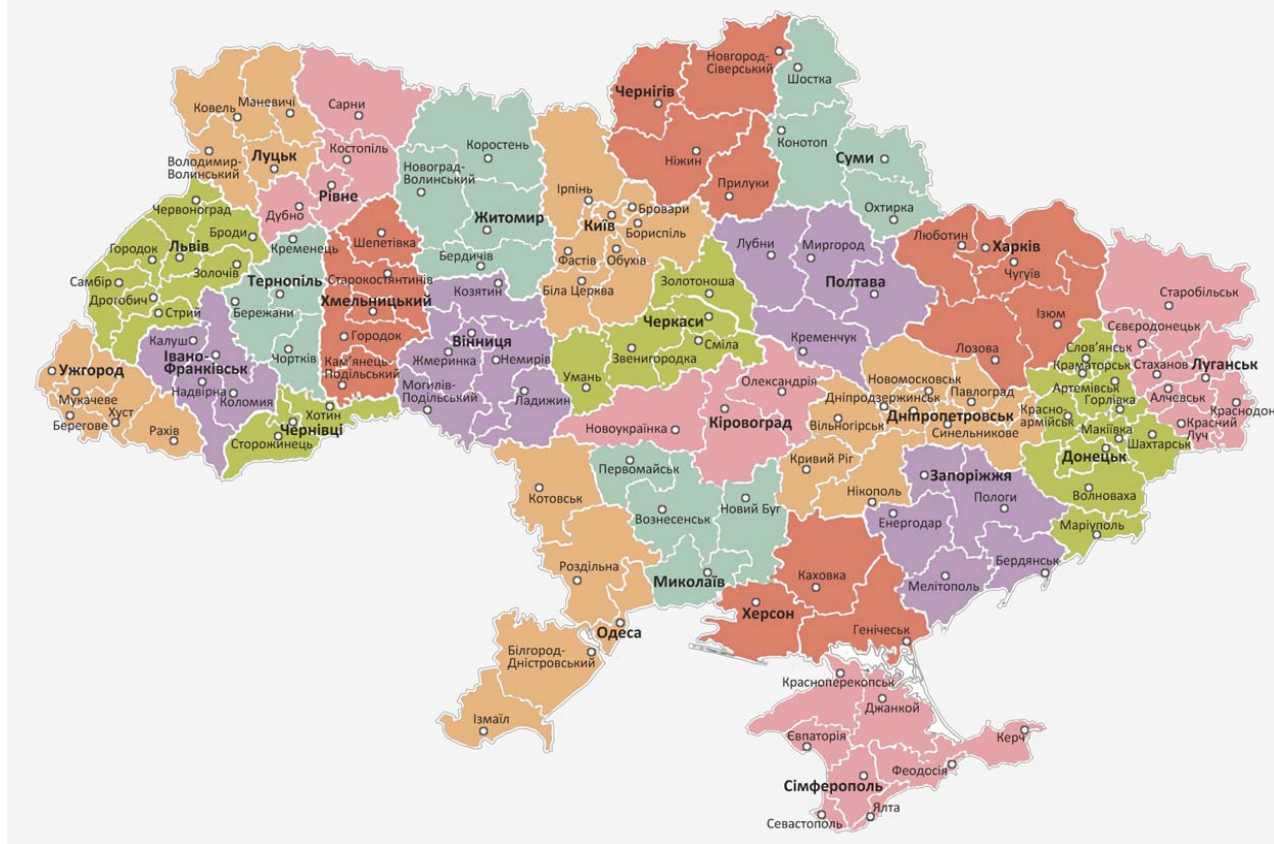 Новгород-
Сіверський
Шостка
Чернігів
Ковель
Маневичі
Сарни
Конотоп
Коростень
Костопіль
Ніжин
Суми
Луцьк
Володимир-
Волинський
Новоград-
Волинський
Ірпінь
Прилуки
Рівне
Червоноград
Дубно
Бровари
Охтирка
Житомир
Київ
Бориспіль
Броди
Львів
Кременець
Шепетівка
Люботин
Харків
Городок
Лубни
Миргород
Бердичів
Фастів
Обухів
Золочів
Чугуїв
Самбір
Тернопіль
Старокостянтинів
Козятин
Біла Церква
Золотоноша
Полтава
Дрогобич
Хмельницький
Старобільськ
Стрий
Бережани
Черкаси
Ізюм
Сєвєродонецьк
Калуш
Городок
Вінниця
Кременчук
Сміла
Лозова
Івано-
Франківськ
Чортків
Кам’янець-
Подільський
Жмеринка
Немирів
Звенигородка
Слов’янськ
Краматорськ
Стаханов
Луганськ
Ужгород
Умань
Олександрія
Новомосковськ
Павлоград
Артемівськ
Алчевськ
Мукачеве
Надвірна
Коломия
Могилів-
Подільський
Ладижин
Дніпродзержинськ
Горлівка
Краснодон
Берегове
Хуст
Хотин
Кіровоград
Дніпропетровськ
Красно-
армійськ
Красний
Луч
Рахів
Чернівці
Сторожинець
Новоукраїнка
Вільногірськ
Синельникове
Макіївка
Шахтарськ
Донецьк
Первомайськ
Кривий Ріг
Запоріжжя
Котовськ
Нікополь
Пологи
Волноваха
Новий Буг
Вознесенськ
Енергодар
Маріуполь
Роздільна
Бердянськ
Миколаїв
Каховка
Мелітополь
Херсон
Одеса
Генічеськ
Білгород-
Дністровський
Красноперекопськ
Джанкой
Ізмаїл
Євпаторія
Керч
Феодосія
Сімферополь
Ялта
Севастополь